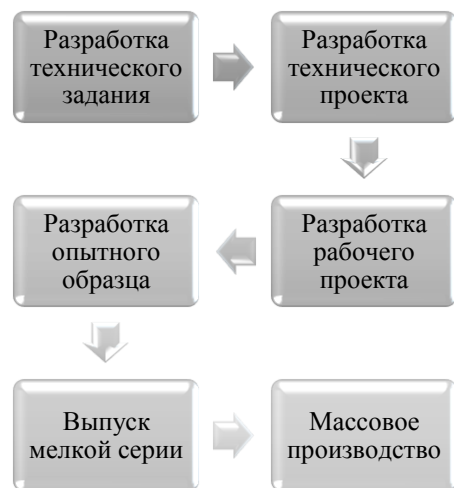 Разработка
технического
задания
Разработка
технического
проекта
Разработка
рабочего
проекта
Разработка
опытного
образца
Выпуск
мелкой серии
Массовое
производство